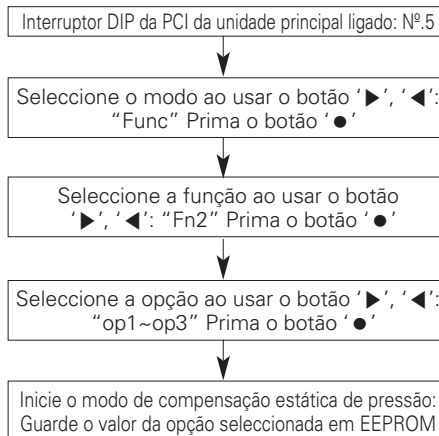 Interruptor DIP da PCI da unidade principal ligado: Nº.5
Seleccione o modo ao usar o botão ‘▶’, ‘◀’:
“Func” Prima o botão ‘●’
Seleccione a função ao usar o botão
‘▶’, ‘◀’: “Fn2” Prima o botão ‘●’
Seleccione a opção ao usar o botão ‘▶’, ‘◀’:
“op1~op3” Prima o botão ‘●’
Inicie o modo de compensação estática de pressão:
Guarde o valor da opção seleccionada em EEPROM